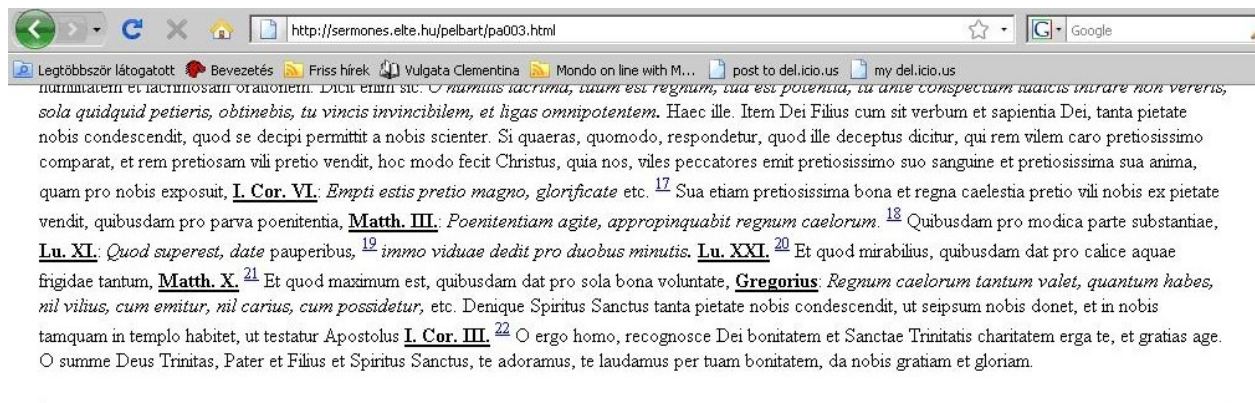 http://sermones.elte.hu/pelbart/pa003.html
Google
Legtöbbször látogatott Bevezetés Friss hírek Vulgata Clementina Mondo on line with M... post to del.icio.us my del.icio.us
humilitatem et lacrimosam orationem. Dicit enim sic: O humilis lacrima, tuum est regnum, tua est potentia, tu ante conspectum iudicis intrare non vereris,
sola quidquid petieris, obtinebis, tu vincis invincibilem, et ligas omnipotentem. Haec ille. Item Dei Filius cum sit verbum et sapientia Dei, tanta pietate
nobis condescendit, quod se decipi permittit a nobis scienter. Si quaeras, quomodo, respondetur, quod ille deceptus dicitur, qui rem vilem caro pretiosissimo
comparat, et rem pretiosam vili pretio vendit, hoc modo fecit Christus, quia nos, viles peccatores emit pretiosissimo suo sanguine et pretiosissima sua anima,
quam pro nobis exposuit, I. Cor. VI.: Empti estis pretio magno, glorificate etc. 17 Sua etiam pretiosissima bona et regna caelestia pretio vili nobis ex pietate
vendit, quibusdam pro parva poenitentia, Matth. III.: Poenitentiam agite, appropinquabit regnum caelorum. 18 Quibusdam pro modica parte substantiae,
Lu. XI.: Quod superest, date pauperibus, 19 immo viduae dedit pro duobus minutis. Lu. XXI. 20 Et quod mirabilius, quibusdam dat pro calice aquae
frigidae tantum, Matth. X. 21 Et quod maximum est, quibusdam dat pro sola bona voluntate, Gregorius: Regnum caelorum tantum valet, quantum habes,
nil vilius, cum emitur, nil carius, cum possidetur, etc. Denique Spiritus Sanctus tanta pietate nobis condescendit, ut seipsum nobis donet, et in nobis
tamquam in templo habitet, ut testatur Apostolus I. Cor. III. 22 O ergo homo, recognosce Dei bonitatem et Sanctae Trinitatis charitatem erga te, et gratias age.
O summe Deus Trinitas, Pater et Filius et Spiritus Sanctus, te adoramus, te laudamus per tuam bonitatem, da nobis gratiam et gloriam.